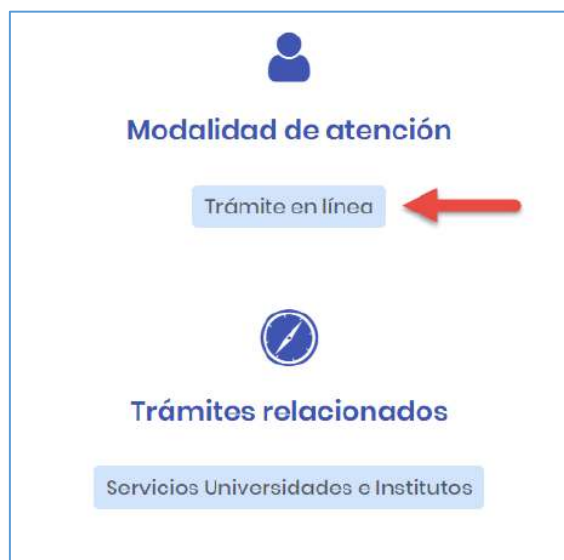 Modalidad de atención
Trámite en línea
Trámites relacionados
Servicios Universidades e Institutos